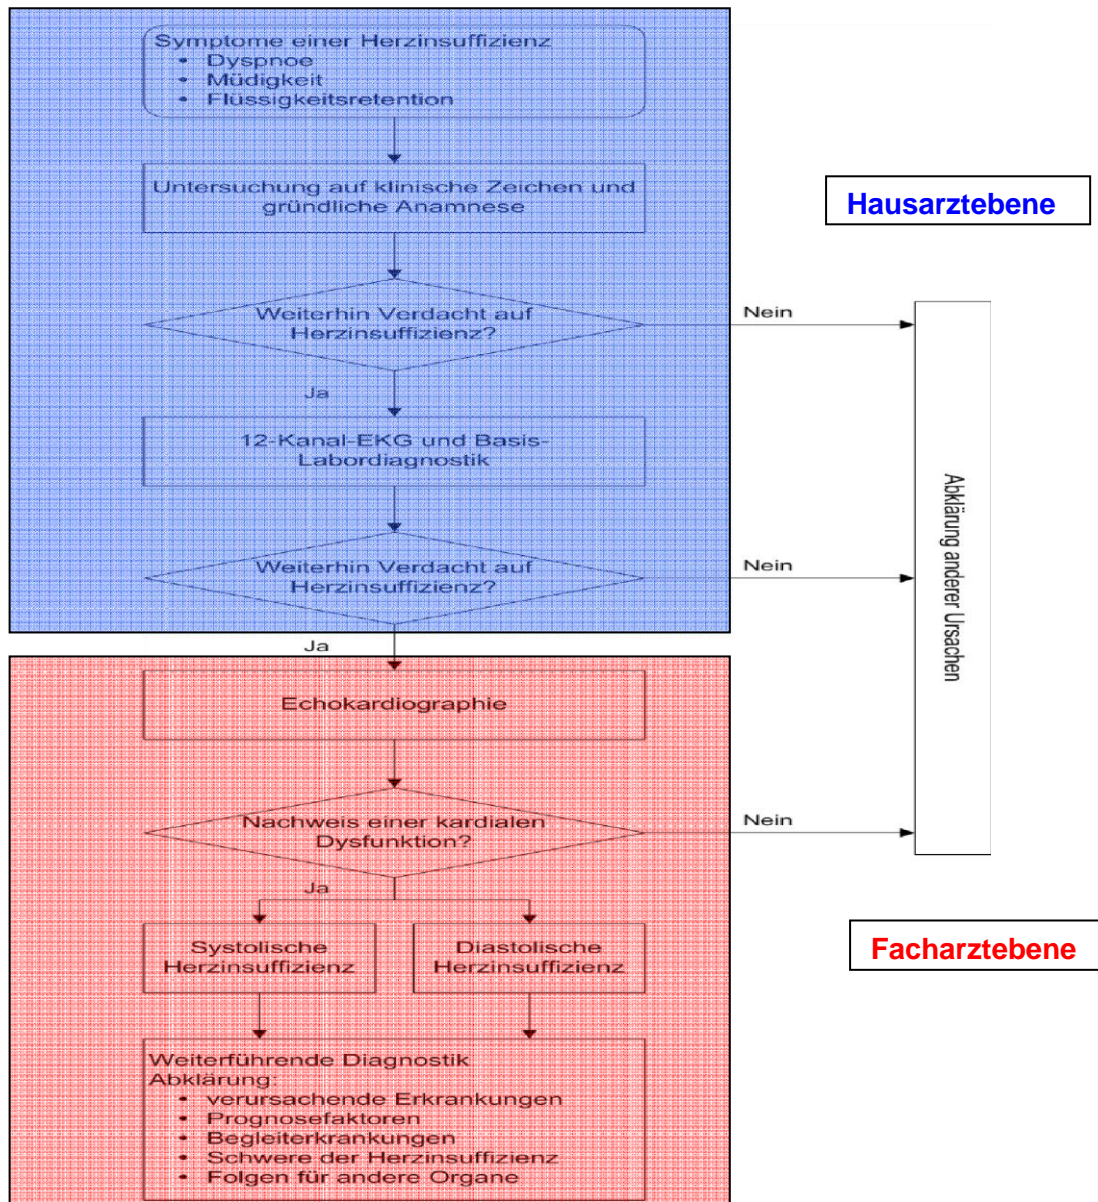 Symptome einer Herzinsuffizienz
• Dyspnoe
• Müdigkeit
• Flüssigkeitsretention
Untersuchung auf klinische Zeichen und
gründliche Anamnese
Hausarztebene
Weiterhin Verdacht auf
Herzinsuffizienz?
Nein
Ja
12-Kanal-EKG und Basis-
Labordiagnostik
Weiterhin Verdacht auf
Herzinsuffizienz?
Nein
Abklärung anderer Ursachen
Ja
Echokardiographie
Nachweis einer kardialen
Dysfunktion?
Nein
Ja
Systolische
Herzinsuffizienz
Diastolische
Herzinsuffizienz
Facharztebene
Weiterführende Diagnostik
Abklärung:
• verursachende Erkrankungen
• Prognosefaktoren
• Begleiterkrankungen
• Schwere der Herzinsuffizienz
• Folgen für andere Organe